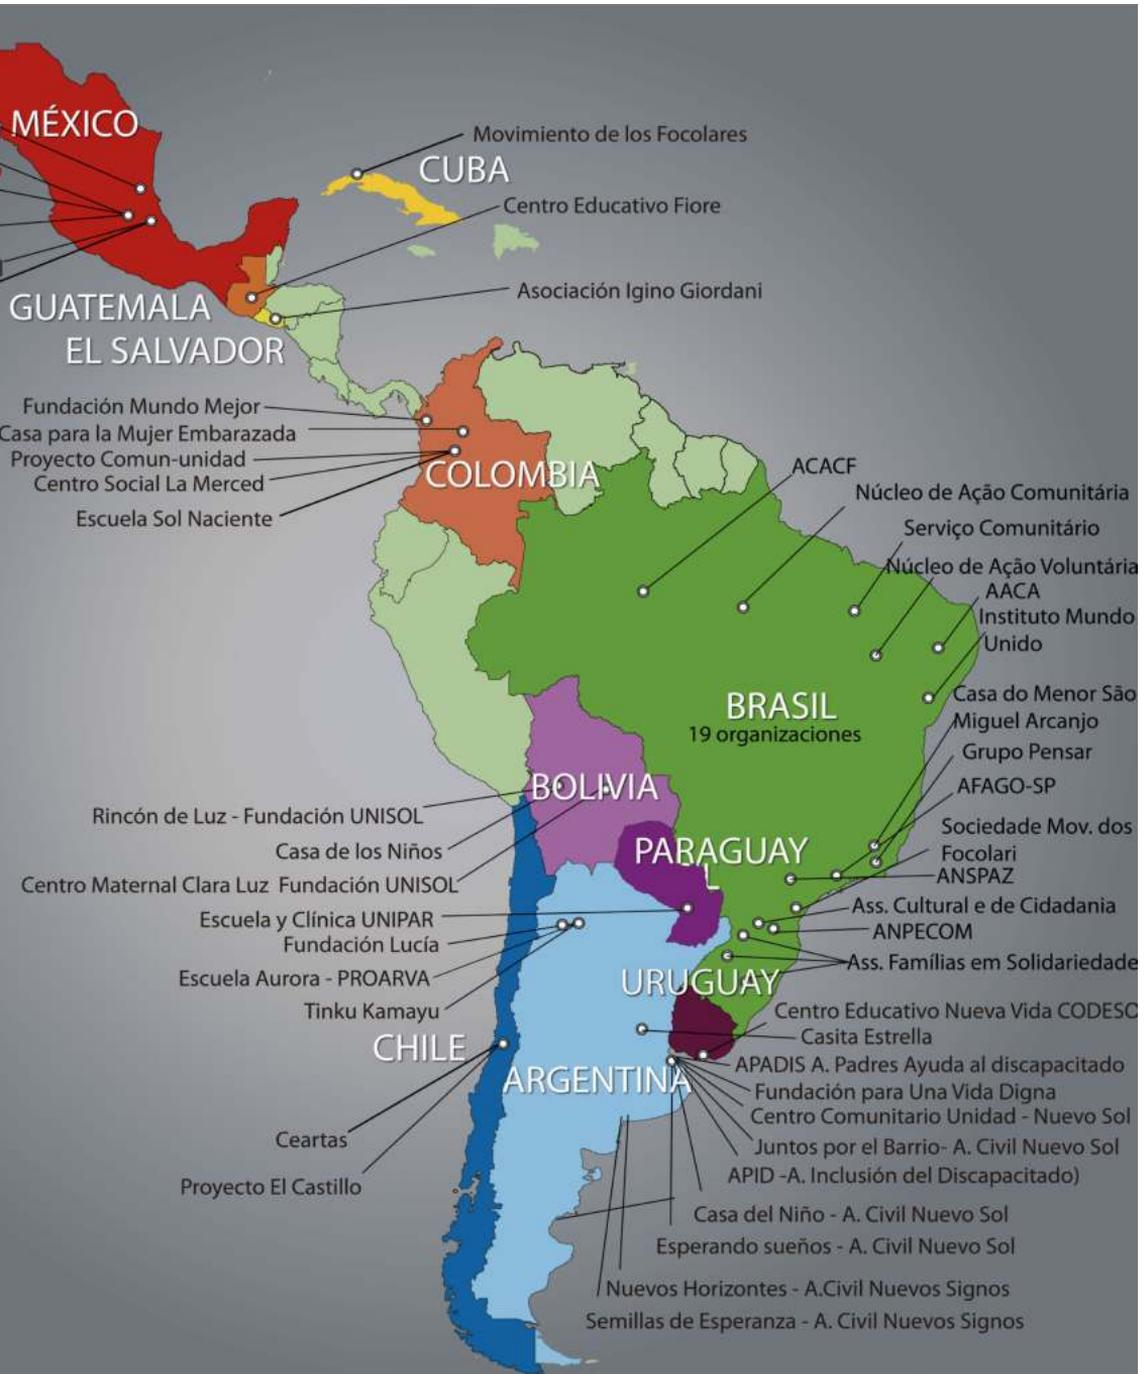 MÉXICO
Movimiento de los Focolares
CUBA
Centro Educativo Fiore
Asociación Igino Giordani
GUATEMALA
EL SALVADOR
Fundación Mundo Mejor
Casa para la Mujer Embarazada
Proyecto Comun-unidad
Centro Social La Merced
Escuela Sol Naciente
COLOMBIA
ACACF
Núcleo de Ação Comunitária
Serviço Comunitário
Núcleo de Ação Voluntária
AACA
Instituto Mundo
Unido
BRASIL
19 organizaciones
Casa do Menor São
Miguel Arcanjo
Grupo Pensar
AFAGO-SP
Sociedade Mov. dos
Focolari
ANSPAZ
Ass. Cultural e de Cidadania
ANPECOM
Ass. Famílias em Solidariedade
BOLIVIA
Rincón de Luz - Fundación UNISOL
Casa de los Niños
Centro Maternal Clara Luz Fundación UNISOL
PARAGUAY
Escuela y Clínica UNIPAR
Fundación Lucía
Escuela Aurora - PROARVA
Tinku Kamayu
URUGUAY
Centro Educativo Nueva Vida CODESO
Casita Estrella
CHILE
ARGENTINA
APADIS A. Padres Ayuda al discapacitado
Fundación para Una Vida Digna
Centro Comunitario Unidad - Nuevo Sol
Juntos por el Barrio- A. Civil Nuevo Sol
APID -A. Inclusión del Discapacitado)
Ceartas
Proyecto El Castillo
Casa del Niño - A. Civil Nuevo Sol
Esperando sueños - A. Civil Nuevo Sol
Nuevos Horizontes - A.Civil Nuevos Signos
Semillas de Esperanza - A. Civil Nuevos Signos